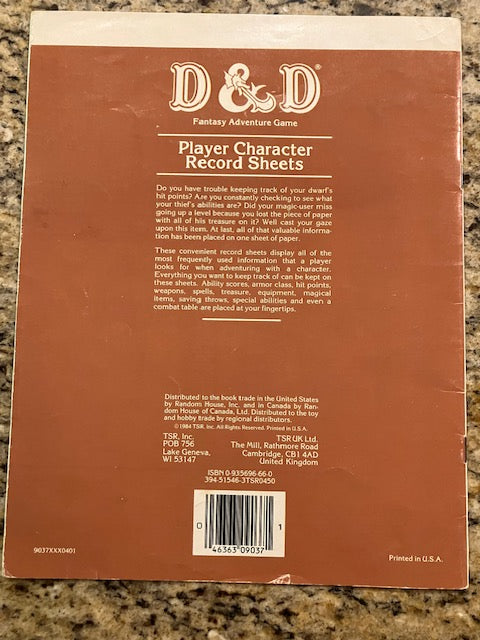 D&D®
Fantasy Adventure Game
Player Character
Record Sheets
Do you have trouble keeping track of your dwarf's
hit points? Are you constantly checking to see what
your thief's abilities are? Did your magic-user miss
going up a level because you lost the piece of paper
with all of his treasure on it? Well cast your gaze
upon this item. At last, all of that valuable informa-
tion has been placed on one sheet of paper.
These convenient record sheets display all of the
most frequently used information that a player
looks for when adventuring with a character.
Everything you want to keep track of can be kept on
these sheets. Ability scores, armor class, hit points,
weapons, spells, treasure, equipment, magical
items, saving throws, special abilities and even a
combat table are placed at your fingertips.
Distributed to the book trade in the United States
by Random House, Inc. and in Canada by Ran-
dom House of Canada, Ltd. Distributed to the toy
and hobby trade by regional distributors.
© 1984 TSR, Inc. All Rights Reserved. Printed in U.S.A.
TSR, Inc.
POB 756
Lake Geneva,
WI 53147
TSR UK Ltd.
The Mill, Rathmore Road
Cambridge, CB1 4AD
United Kingdom
ISBN 0-935696-66-0
394-51546-3TSR0450
0 46363 09037 1
9037XXX0401
Printed in U.S.A.